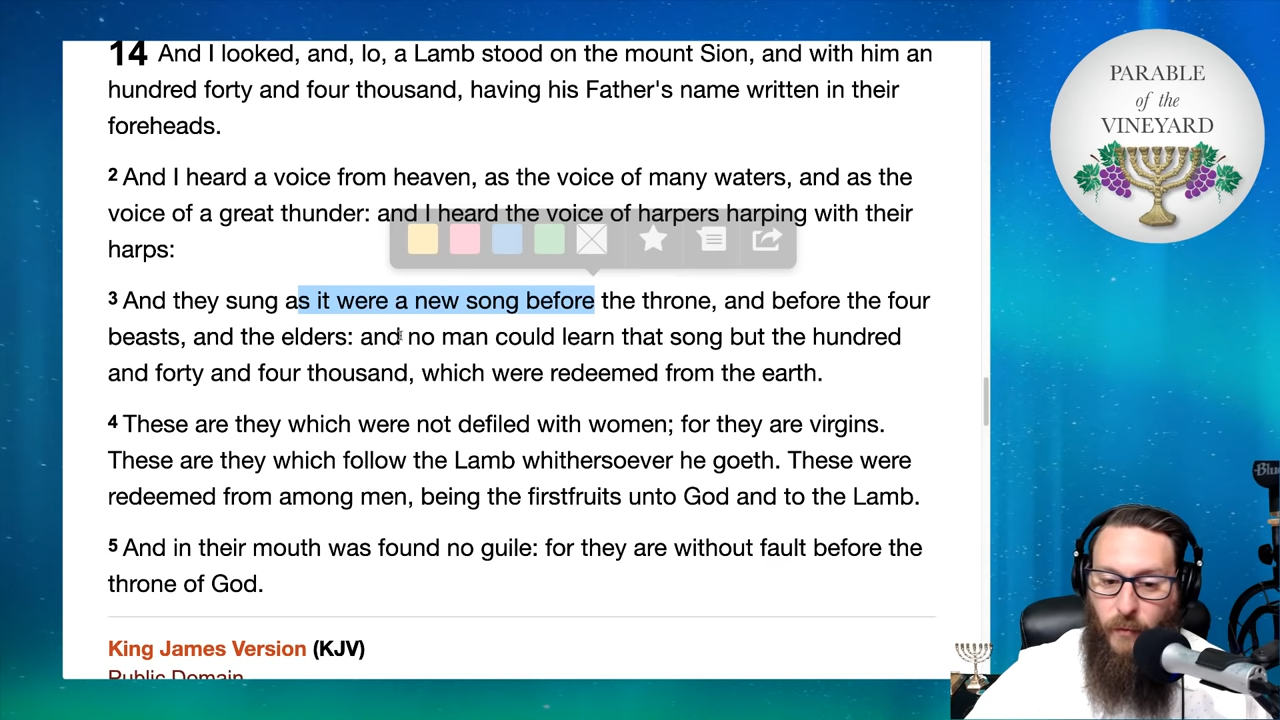 14 And I looked, and, lo, a Lamb stood on the mount Sion, and with him an
hundred forty and four thousand, having his Father's name written in their
foreheads.
2 And I heard a voice from heaven, as the voice of many waters, and as the
voice of a great thunder: and I heard the voice of harpers harping with their
harps:
3 And they sung as it were a new song before the throne, and before the four
beasts, and the elders: and no man could learn that song but the hundred
and forty and four thousand, which were redeemed from the earth.
4 These are they which were not defiled with women; for they are virgins.
These are they which follow the Lamb whithersoever he goeth. These were
redeemed from among men, being the firstfruits unto God and to the Lamb.
5 And in their mouth was found no guile: for they are without fault before the
throne of God.
King James Version (KJV)
Public Domain
PARABLE
of the
VINEYARD
Blue